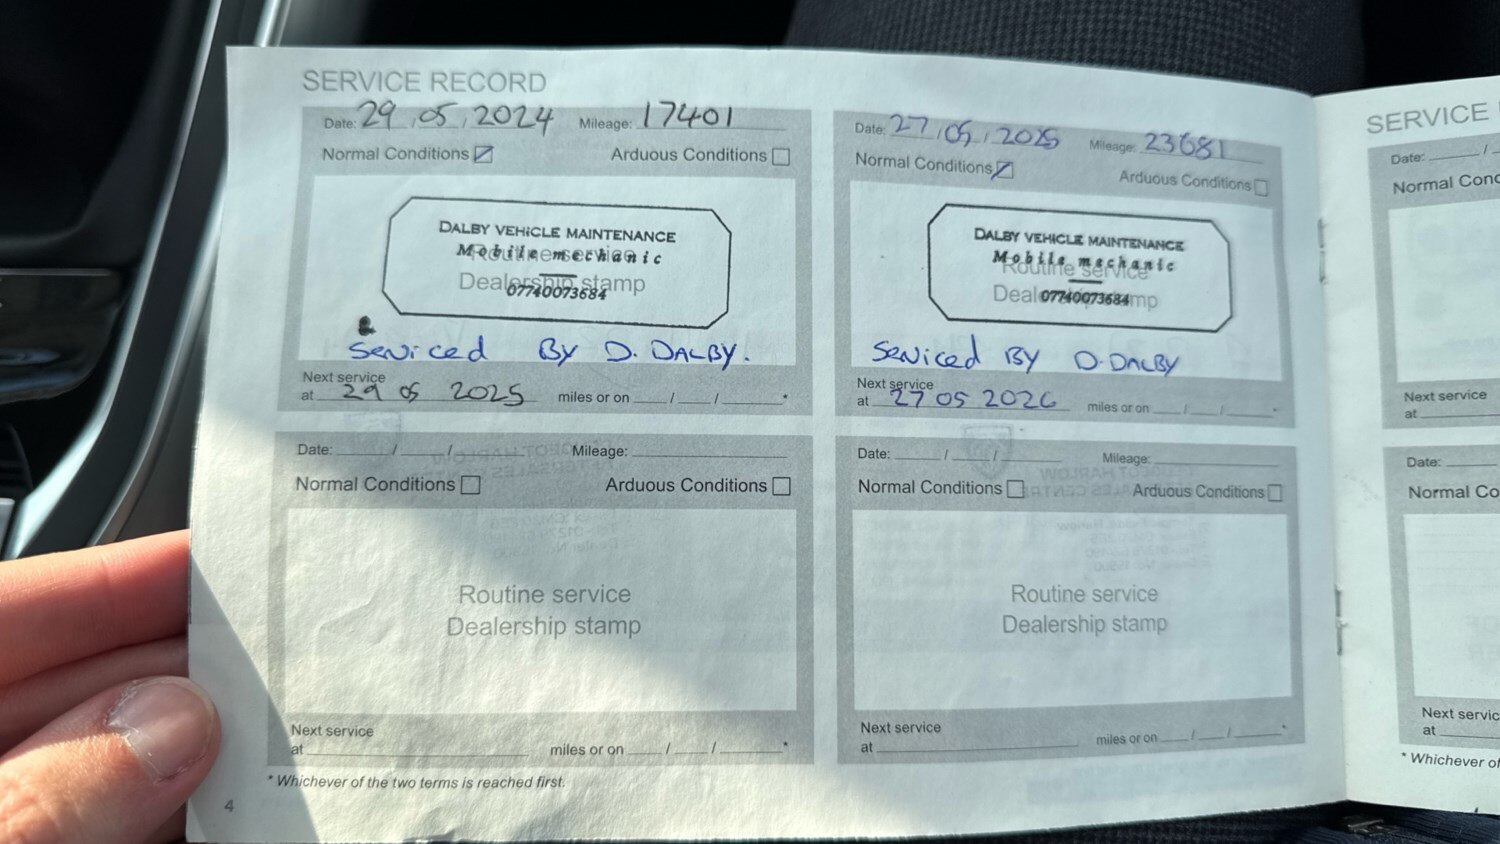 SERVICE RECORD
Date: 29 / 05 / 2024 Mileage: 17401
Normal Conditions Arduous Conditions
DALBY VEHICLE MAINTENANCE
Mobile mechanic
Routine service
Dealership stamp
07740073684
Serviced By D. DALBY.
Next service
at 29 05 2025 miles or on / / *
Date: 27 / 05 / 2025 Mileage:
Normal Conditions Arduous Conditions
DALBY VEHICLE MAINTENANCE
Mobile mechanic
Routine service
Dealership stamp
07740073684
Serviced By D. DALBY
Next service
at 27 05 2026 miles or on / / *
Date: / / Mileage:
Normal Conditions Arduous Conditions
Routine service
Dealership stamp
Next service
at miles or on / / *
Date: / / Mileage:
Normal Conditions Arduous Conditions
Routine service
Dealership stamp
Next service
at miles or on / / *
* Whichever of the two terms is reached first.
4
SERVICE
Date: /
Normal
Next service
at
Date:
Normal
Next
at
* Whichever of